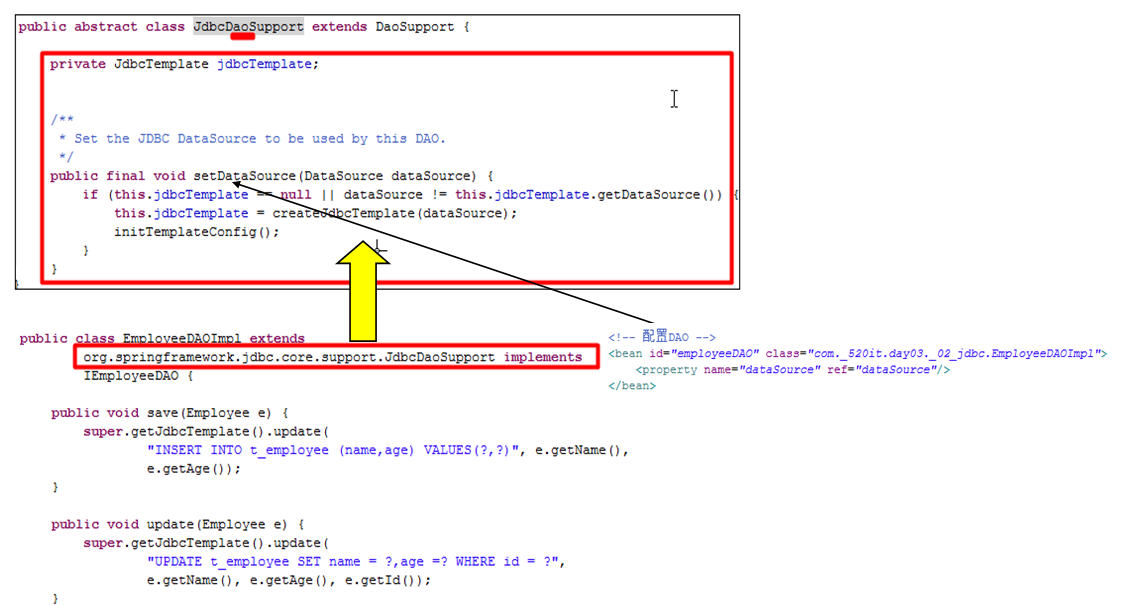 public abstract class JdbcDaoSupport extends DaoSupport {
private JdbcTemplate jdbcTemplate;
/**
* Set the JDBC DataSource to be used by this DAO.
*/
public final void setDataSource(DataSource dataSource) {
if (this.jdbcTemplate == null || dataSource != this.jdbcTemplate.getDataSource()) {
this.jdbcTemplate = createJdbcTemplate(dataSource);
initTemplateConfig();
}
}
}
public class EmployeeDAOImpl extends
org.springframework.jdbc.core.support.JdbcDaoSupport implements
IEmployeeDAO {
public void save(Employee e) {
super.getJdbcTemplate().update(
"INSERT INTO t_employee (name,age) VALUES(?,?)", e.getName(),
e.getAge());
}
public void update(Employee e) {
super.getJdbcTemplate().update(
"UPDATE t_employee SET name = ?,age =? WHERE id = ?",
e.getName(), e.getAge(), e.getId());
}
<!-- 配置DAO -->
<bean id="employeeDAO" class="com._520it.day03._02_jdbc.EmployeeDAOImpl">
<property name="dataSource" ref="dataSource"/>
</bean>